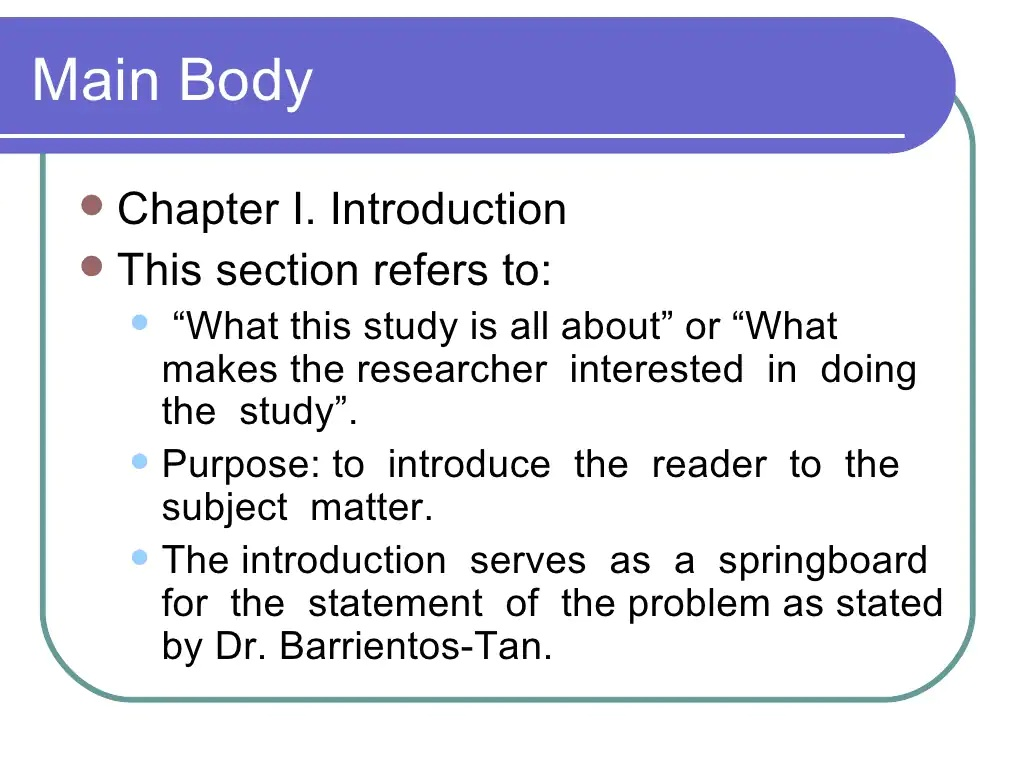 Main Body
Chapter I. Introduction
This section refers to:
“What this study is all about” or “What
makes the researcher interested in doing
the study”.
Purpose: to introduce the reader to the
subject matter.
The introduction serves as a springboard
for the statement of the problem as stated
by Dr. Barrientos-Tan.